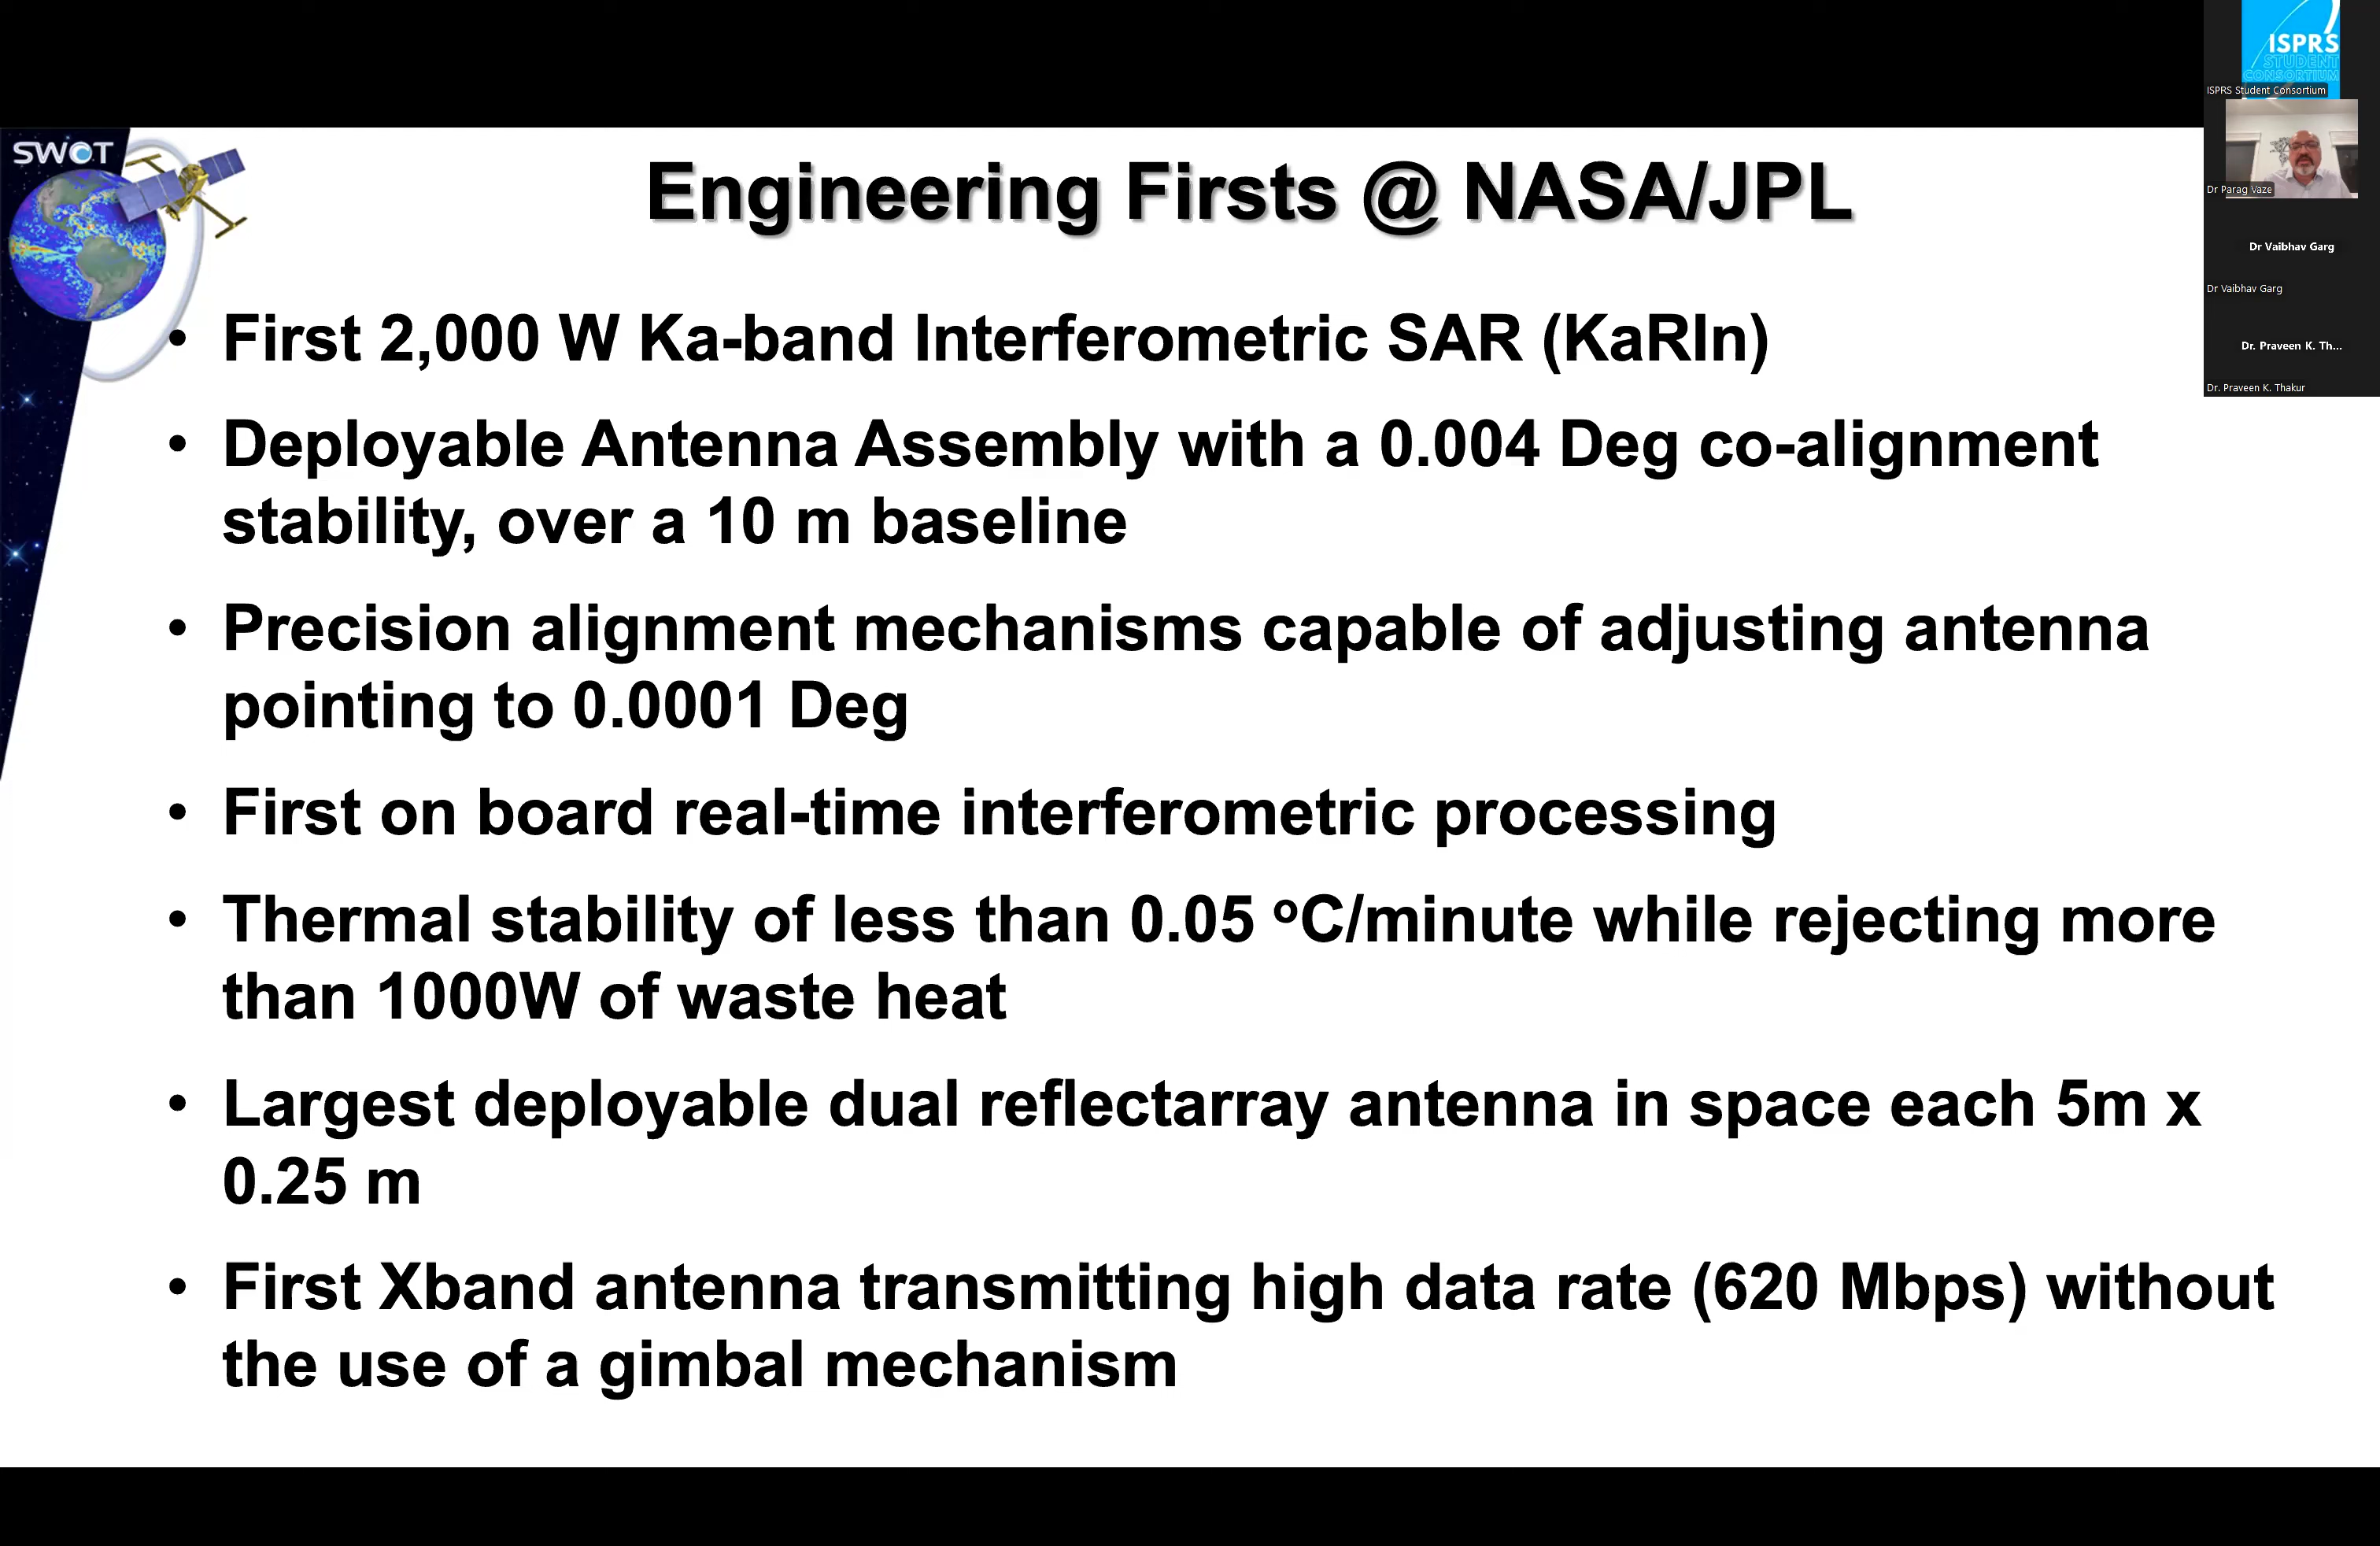 SWOT
Engineering Firsts @ NASA/JPL
• First 2,000 W Ka-band Interferometric SAR (KaRIn)
• Deployable Antenna Assembly with a 0.004 Deg co-alignment
stability, over a 10 m baseline
• Precision alignment mechanisms capable of adjusting antenna
pointing to 0.0001 Deg
• First on board real-time interferometric processing
• Thermal stability of less than 0.05 ºC/minute while rejecting more
than 1000W of waste heat
• Largest deployable dual reflectarray antenna in space each 5m x
0.25 m
• First Xband antenna transmitting high data rate (620 Mbps) without
the use of a gimbal mechanism
ISPRS
STUDENT
CONSORTIUM
ISPRS Student Consortium
Dr Parag Vaze
Dr Vaibhav Garg
Dr Vaibhav Garg
Dr. Praveen K. Th...
Dr. Praveen K. Thakur